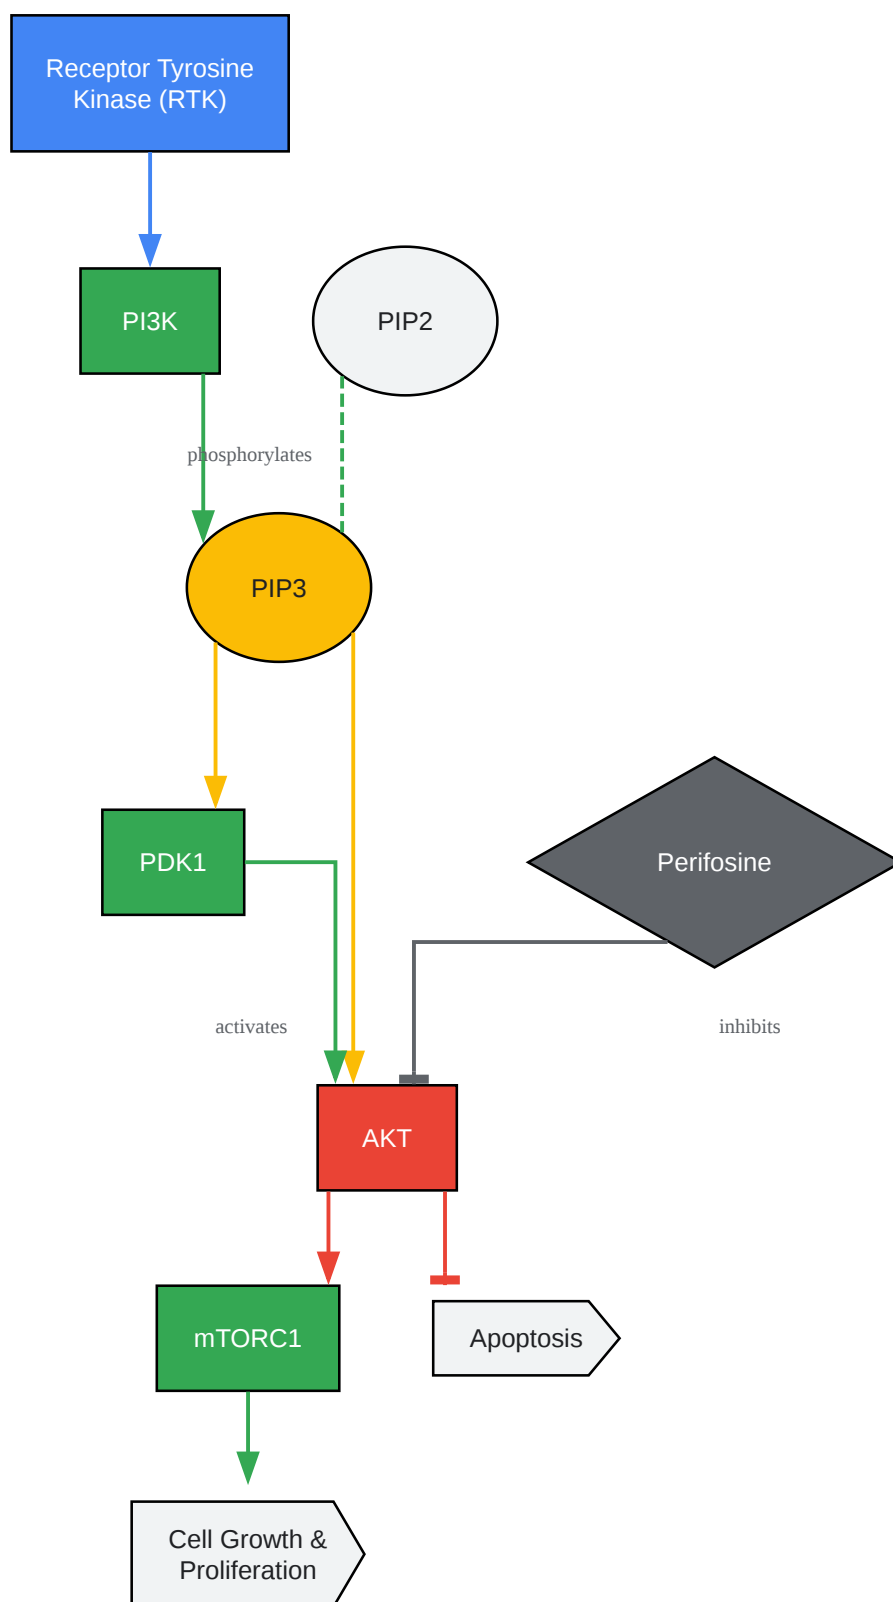 Receptor Tyrosine
Kinase (RTK)
PI3K
PIP2
phosphorylates
PIP3
PDK1
Perifosine
activates
inhibits
AKT
mTORC1
Apoptosis
Cell Growth &
Proliferation